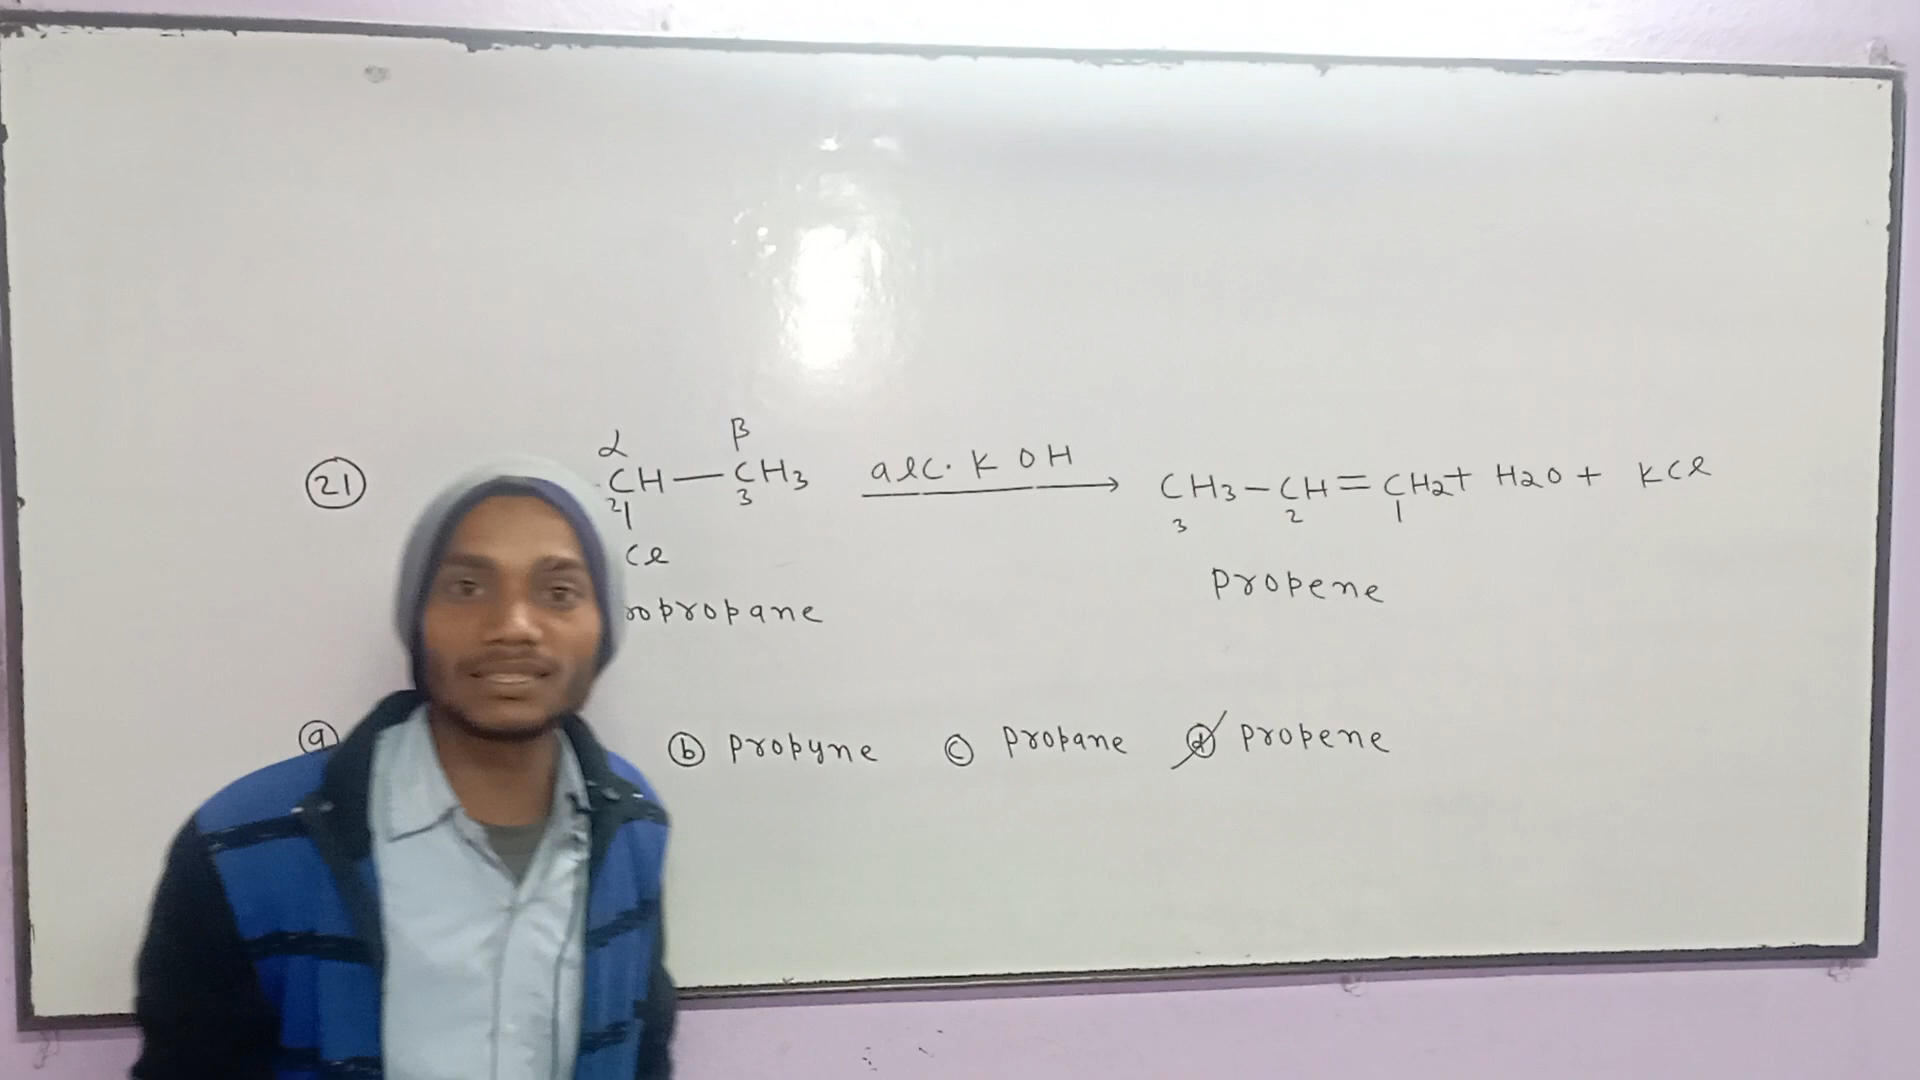 α β
(21) CH — CH3 alc. KOH → CH3 - CH = CH2 + H2O + KCl
2 3 3 2 1
Cl
ropropane Propene
(a) (b) Propyne (c) Propane (d) Propene